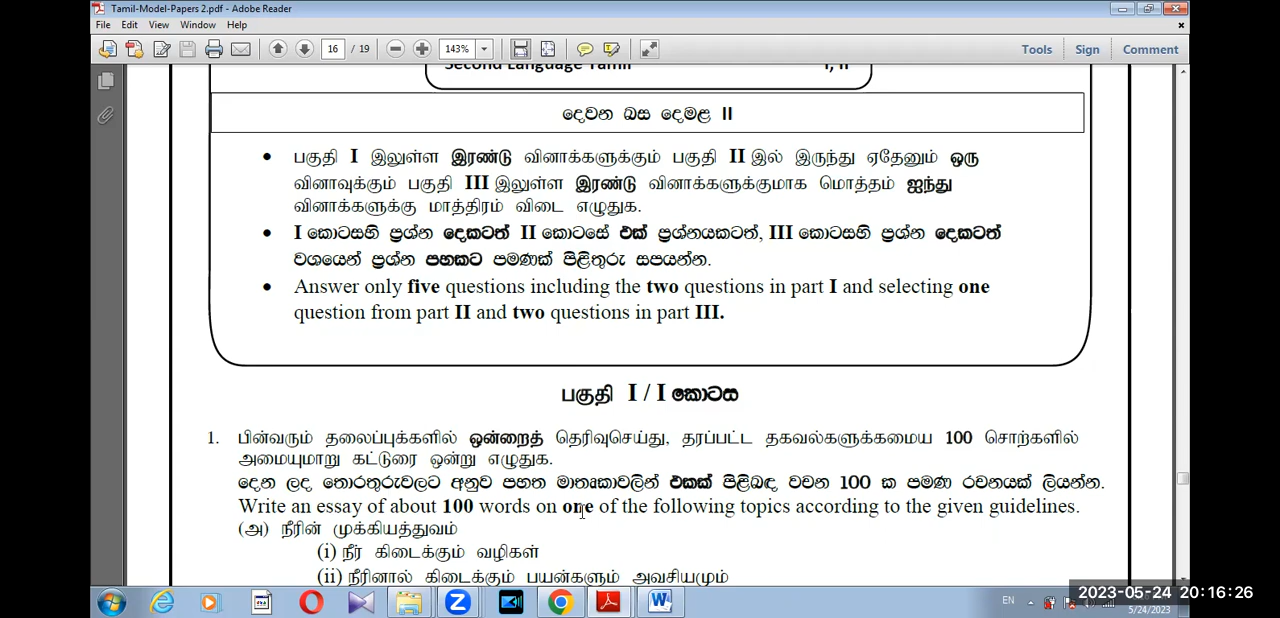 Tamil-Model-Papers 2.pdf - Adobe Reader
File Edit View Window Help
16 / 19 143% Tools Sign Comment
Second Language Tamil I, II
දෙවන බස දෙමළ II
• பகுதி I இலுள்ள இரண்டு வினாக்களுக்கும் பகுதி II இல் இருந்து ஏதேனும் ஒரு
வினாவுக்கும் பகுதி III இலுள்ள இரண்டு வினாக்களுக்குமாக மொத்தம் ஐந்து
வினாக்களுக்கு மாத்திரம் விடை எழுதுக.
• I කොටසහි ප්‍රශ්න දෙකටත් II කොටසේ එක් ප්‍රශ්නයකටත්, III කොටසහි ප්‍රශ්න දෙකටත්
වශයෙන් ප්‍රශ්න පහකට පමණක් පිළිතුරු සපයන්න.
• Answer only five questions including the two questions in part I and selecting one
question from part II and two questions in part III.
பகுதி I / I කොටස
1. பின்வரும் தலைப்புக்களில் ஒன்றைத் தெரிவுசெய்து, தரப்பட்ட தகவல்களுக்கமைய 100 சொற்களில்
அமையுமாறு கட்டுரை ஒன்று எழுதுக.
දෙන ලද තොරතුරුවලට අනුව පහත මාතෘකාවලින් එකක් පිළිබඳ වචන 100 ක පමණ රචනයක් ලියන්න.
Write an essay of about 100 words on one of the following topics according to the given guidelines.
(அ) நீரின் முக்கியத்துவம்
(i) நீர் கிடைக்கும் வழிகள்
(ii) நீரினால் கிடைக்கும் பயன்களும் அவசியமும்
EN
2023-05-24 20:16:26
5/24/2023